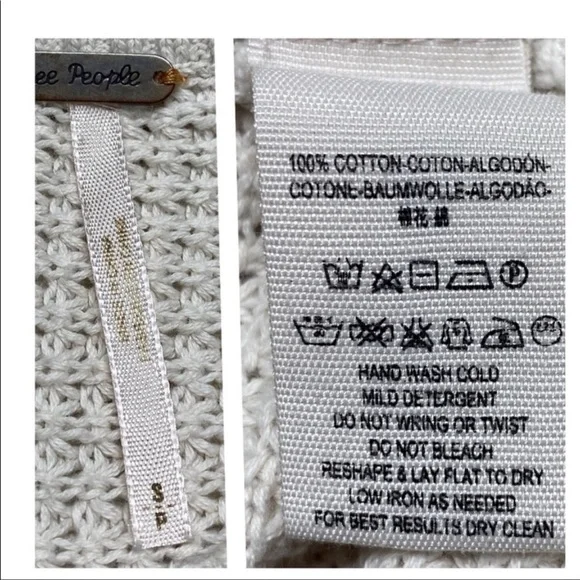 ee People
S/P
100% COTTON-COTON-ALGODÓN-
COTONE-BAUMWOLLE-ALGODÃO-
棉花 綿
HAND WASH COLD
MILD DETERGENT
DO NOT WRING OR TWIST
DO NOT BLEACH
RESHAPE & LAY FLAT TO DRY
LOW IRON AS NEEDED
FOR BEST RESULTS DRY CLEAN